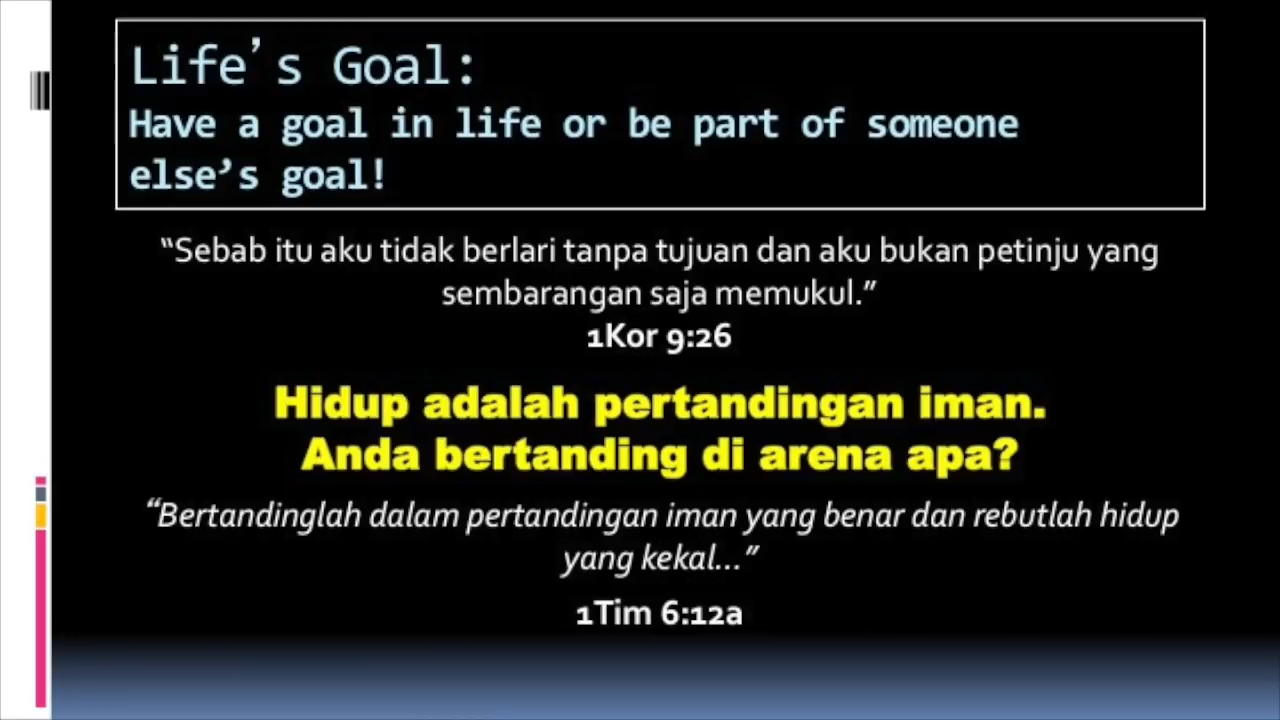 Life's Goal:
Have a goal in life or be part of someone
else's goal!
“Sebab itu aku tidak berlari tanpa tujuan dan aku bukan petinju yang
sembarangan saja memukul.”
1Kor 9:26
Hidup adalah pertandingan iman.
Anda bertanding di arena apa?
“Bertandinglah dalam pertandingan iman yang benar dan rebutlah hidup
yang kekal...”
1Tim 6:12a